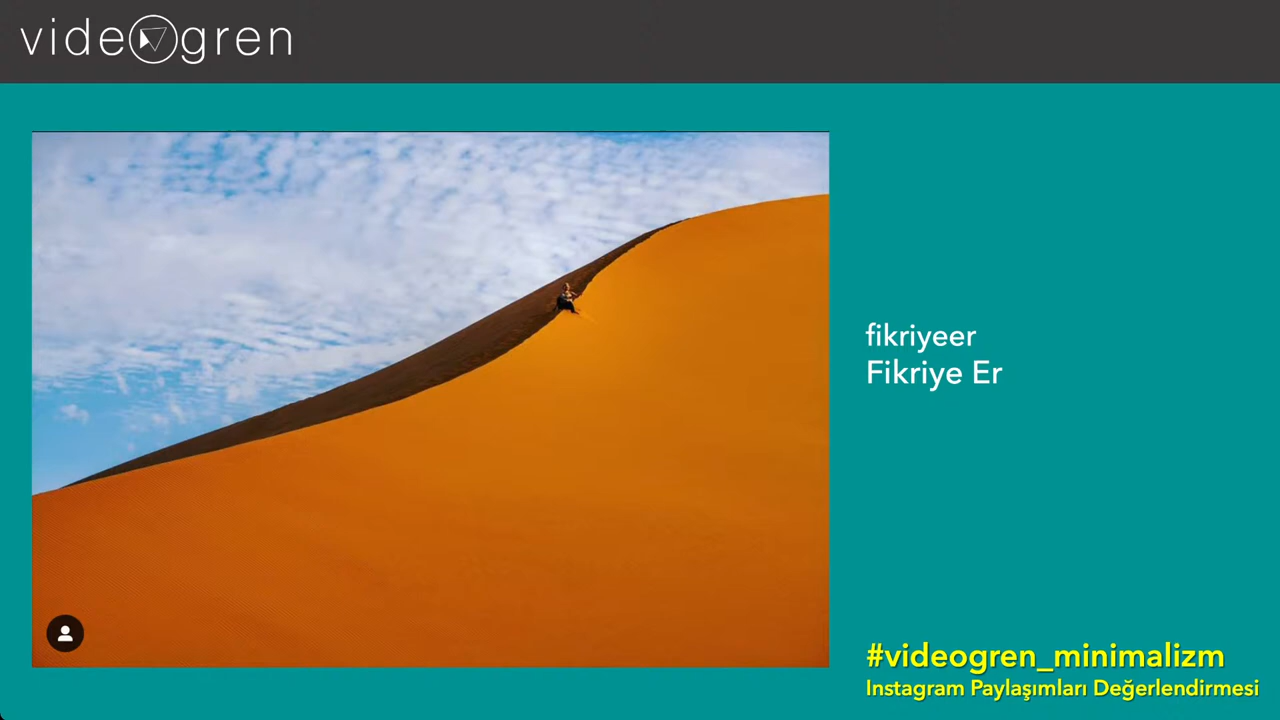 videogren
fikriyeer
Fikriye Er
#videogren_minimalizm
Instagram Paylaşımları Değerlendirmesi